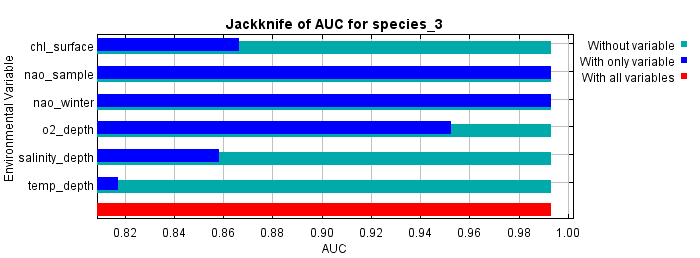 Jackknife of AUC for species_3
Environmental Variable
chl_surface
nao_sample
nao_winter
o2_depth
salinity_depth
temp_depth
0.82 0.84 0.86 0.88 0.90 0.92 0.94 0.96 0.98 1.00
AUC
Without variable
With only variable
With all variables